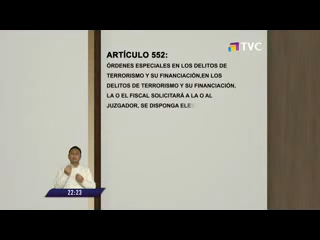 TVC
ARTÍCULO 552:
ÓRDENES ESPECIALES EN LOS DELITOS DE
TERRORISMO Y SU FINANCIACIÓN,EN LOS
DELITOS DE TERRORISMO Y SU FINANCIACIÓN.
LA O EL FISCAL SOLICITARÁ A LA O AL
JUZGADOR, SE DISPONGA
22:23